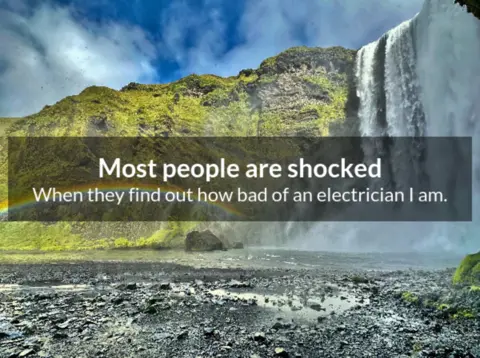 Most people are shocked
When they find out how bad of an electrician I am.